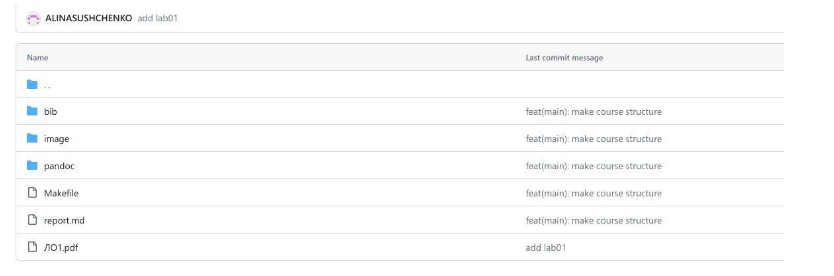 ALINASUSHCHENKO add lab01
Name Last commit message
..
bib feat(main): make course structure
image feat(main): make course structure
pandoc feat(main): make course structure
Makefile feat(main): make course structure
report.md feat(main): make course structure
ЛО1.pdf add lab01